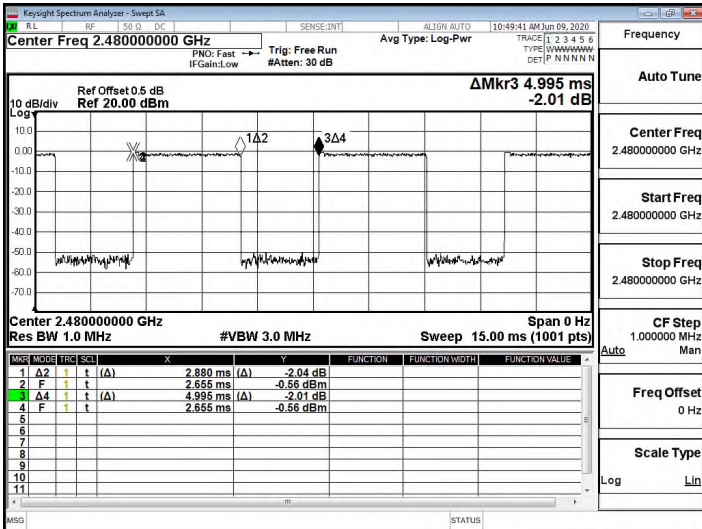 Keysight Spectrum Analyzer - Swept SA
LXI RL RF 50 Ω DC SENSE:INT ALIGN AUTO 10:49:41 AM Jun 09, 2020
Center Freq 2.480000000 GHz
PNO: Fast
IFGain:Low
Trig: Free Run
#Atten: 30 dB
Avg Type: Log-Pwr
TRACE 1 2 3 4 5 6
TYPE WWWWWW
DET P N N N N N
ΔMkr3 4.995 ms
-2.01 dB
Ref Offset 0.5 dB
10 dB/div Ref 20.00 dBm
Log
10.0
0.00
-10.0
-20.0
-30.0
-40.0
-50.0
-60.0
-70.0
1Δ2
3Δ4
Center 2.480000000 GHz Span 0 Hz
Res BW 1.0 MHz #VBW 3.0 MHz Sweep 15.00 ms (1001 pts)
MKR MODE TRC SCL X Y FUNCTION FUNCTION WIDTH FUNCTION VALUE
1 Δ2 1 t (Δ) 2.880 ms (Δ) -2.04 dB
2 F 1 t 2.655 ms -0.56 dBm
3 Δ4 1 t (Δ) 4.995 ms (Δ) -2.01 dB
4 F 1 t 2.655 ms -0.56 dBm
5
6
7
8
9
10
11
MSG STATUS
Frequency
Auto Tune
Center Freq
2.480000000 GHz
Start Freq
2.480000000 GHz
Stop Freq
2.480000000 GHz
CF Step
1.000000 MHz
Auto Man
Freq Offset
0 Hz
Scale Type
Log Lin